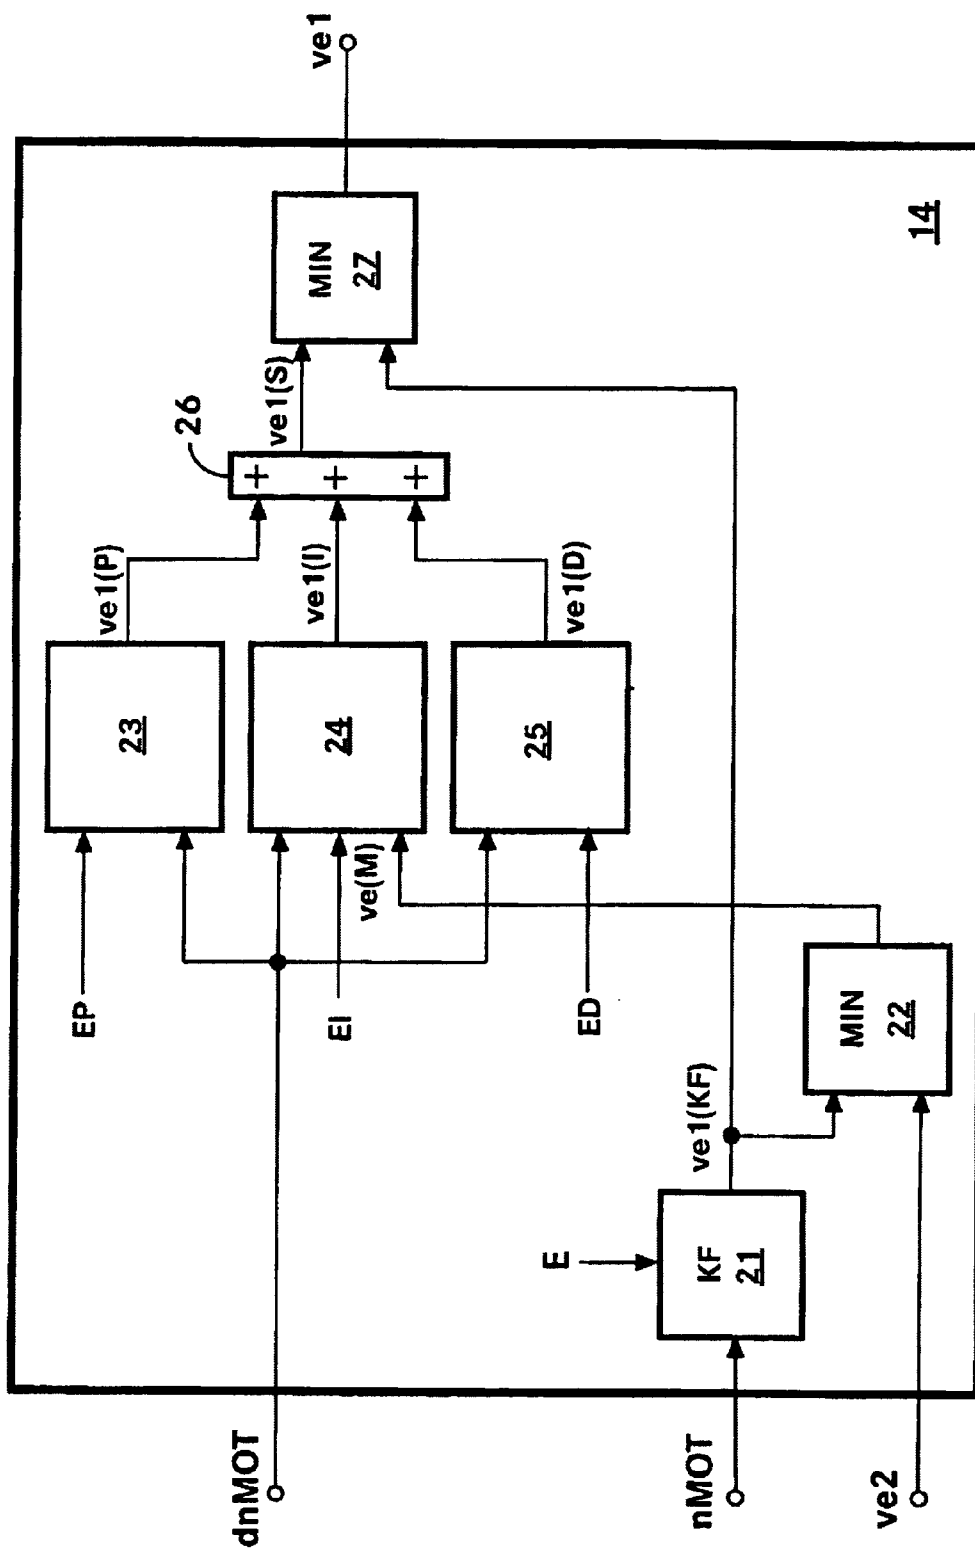 dnMOT
nMOT
ve2
EP
EI
ED
ve(M)
E
KF
21
ve1(KF)
MIN
22
23
24
25
ve1(P)
ve1(I)
ve1(D)
26
+
+
+
ve1(S)
MIN
27
ve1
14